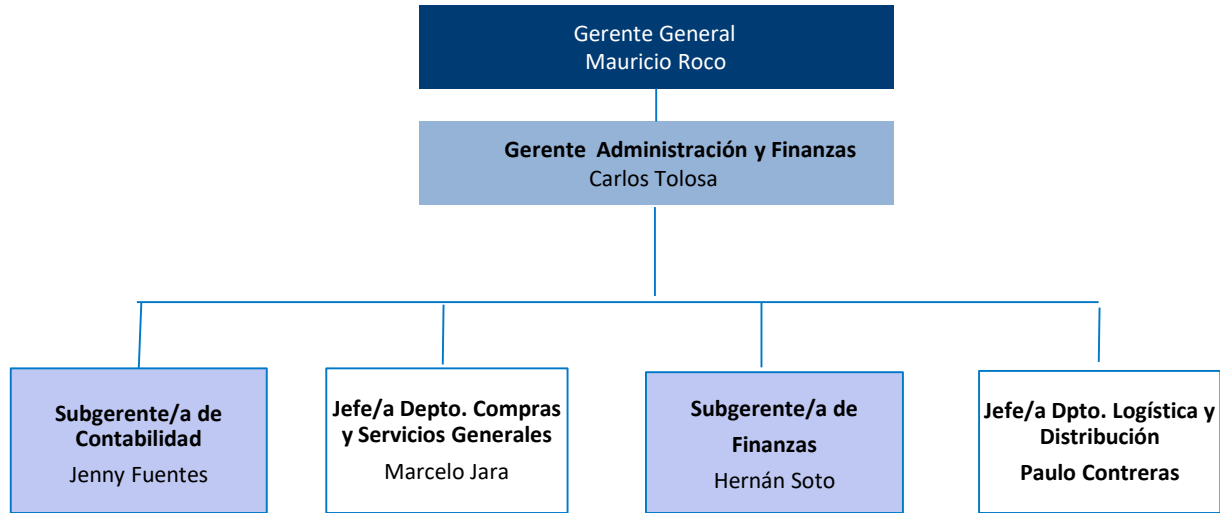 Gerente General
Mauricio Roco
Gerente Administración y Finanzas
Carlos Tolosa
Subgerente/a de
Contabilidad
Jenny Fuentes
Jefe/a Depto. Compras
y Servicios Generales
Marcelo Jara
Subgerente/a de
Finanzas
Hernán Soto
Jefe/a Dpto. Logística y
Distribución
Paulo Contreras